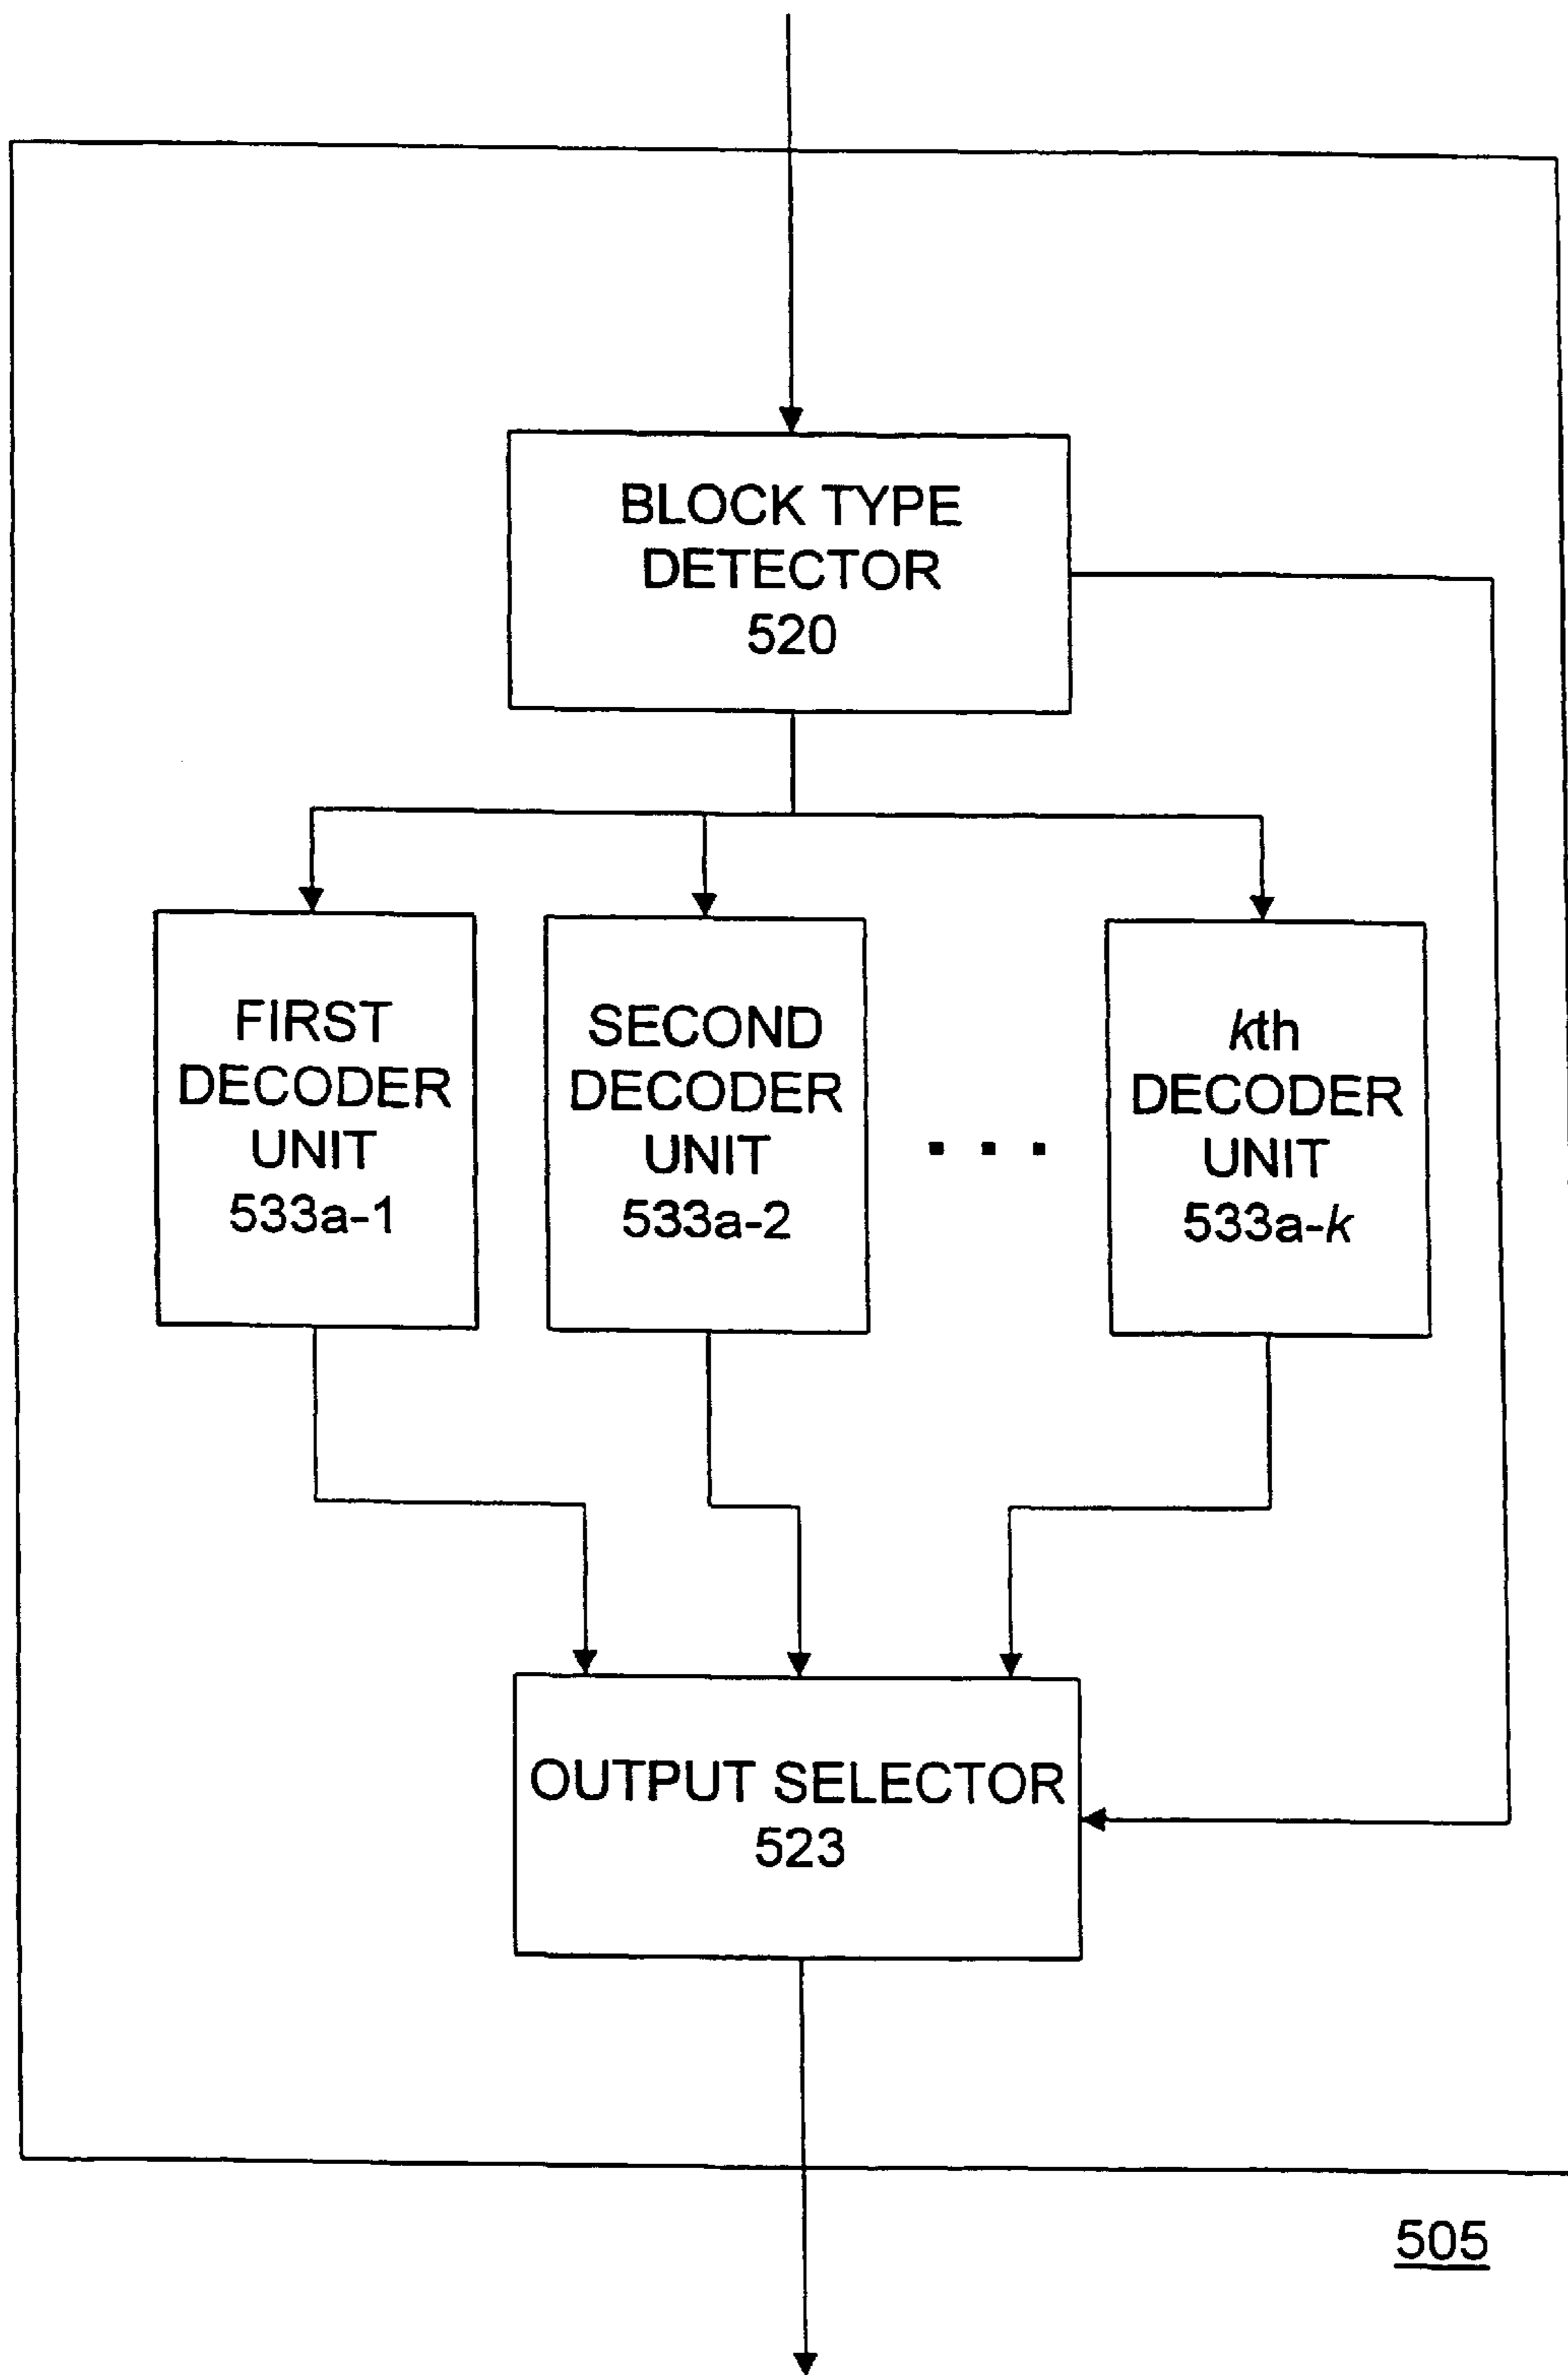 BLOCK TYPE
DETECTOR
520
FIRST
DECODER
UNIT
533a-1
SECOND
DECODER
UNIT
533a-2
. . .
kth
DECODER
UNIT
533a-k
OUTPUT SELECTOR
523
505